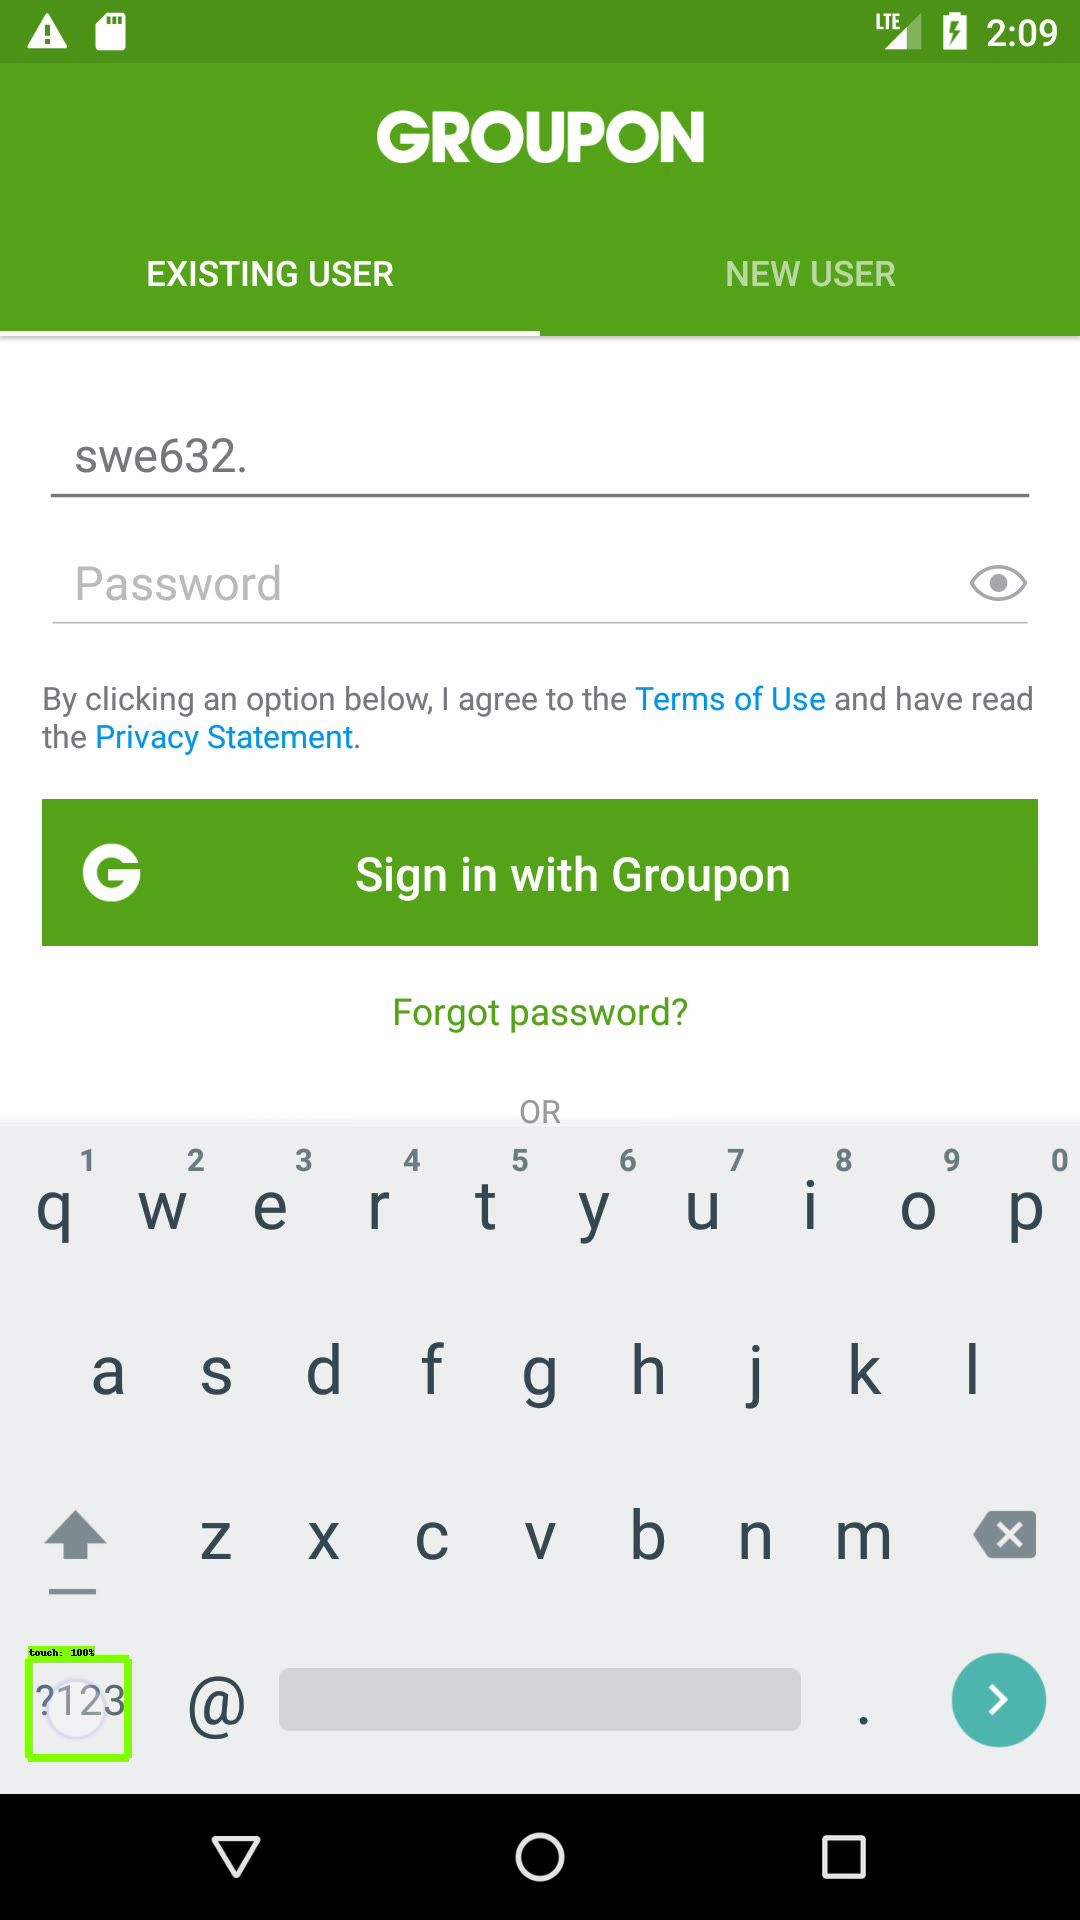 LTE 2:09
GROUPON
EXISTING USER NEW USER
swe632.
Password
By clicking an option below, I agree to the Terms of Use and have read
the Privacy Statement.
G Sign in with Groupon
Forgot password?
OR
1 2 3 4 5 6 7 8 9 0
q w e r t y u i o p
a s d f g h j k l
z x c v b n m
touch: 100%
?123 @ .